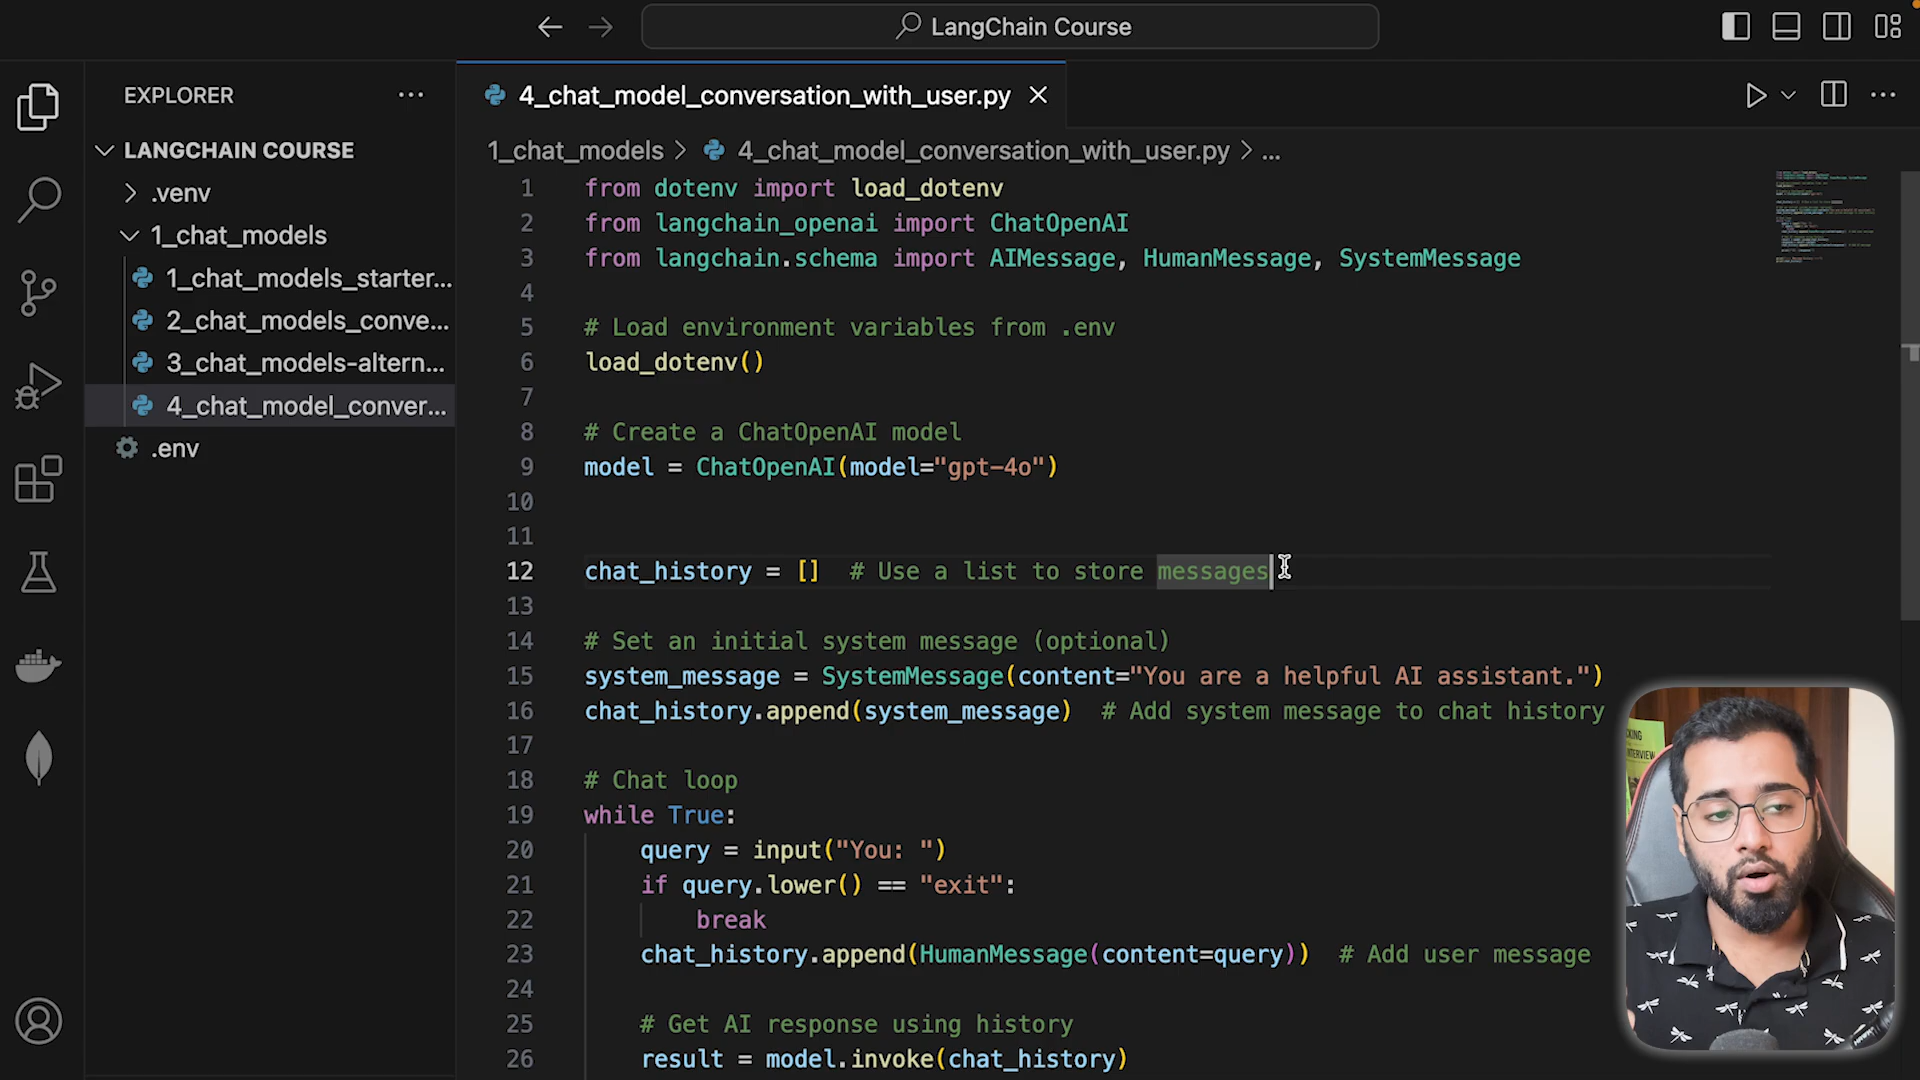 LangChain Course
EXPLORER
LANGCHAIN COURSE
.venv
1_chat_models
1_chat_models_starter...
2_chat_models_conve...
3_chat_models-altern...
4_chat_model_conver...
.env
4_chat_model_conversation_with_user.py
1_chat_models > 4_chat_model_conversation_with_user.py > ...
1 from dotenv import load_dotenv
2 from langchain_openai import ChatOpenAI
3 from langchain.schema import AIMessage, HumanMessage, SystemMessage
4
5 # Load environment variables from .env
6 load_dotenv()
7
8 # Create a ChatOpenAI model
9 model = ChatOpenAI(model="gpt-4o")
10
11
12 chat_history = []  # Use a list to store messages
13
14 # Set an initial system message (optional)
15 system_message = SystemMessage(content="You are a helpful AI assistant.")
16 chat_history.append(system_message)  # Add system message to chat history
17
18 # Chat loop
19 while True:
20     query = input("You: ")
21     if query.lower() == "exit":
22         break
23     chat_history.append(HumanMessage(content=query))  # Add user message
24
25     # Get AI response using history
26     result = model.invoke(chat_history)